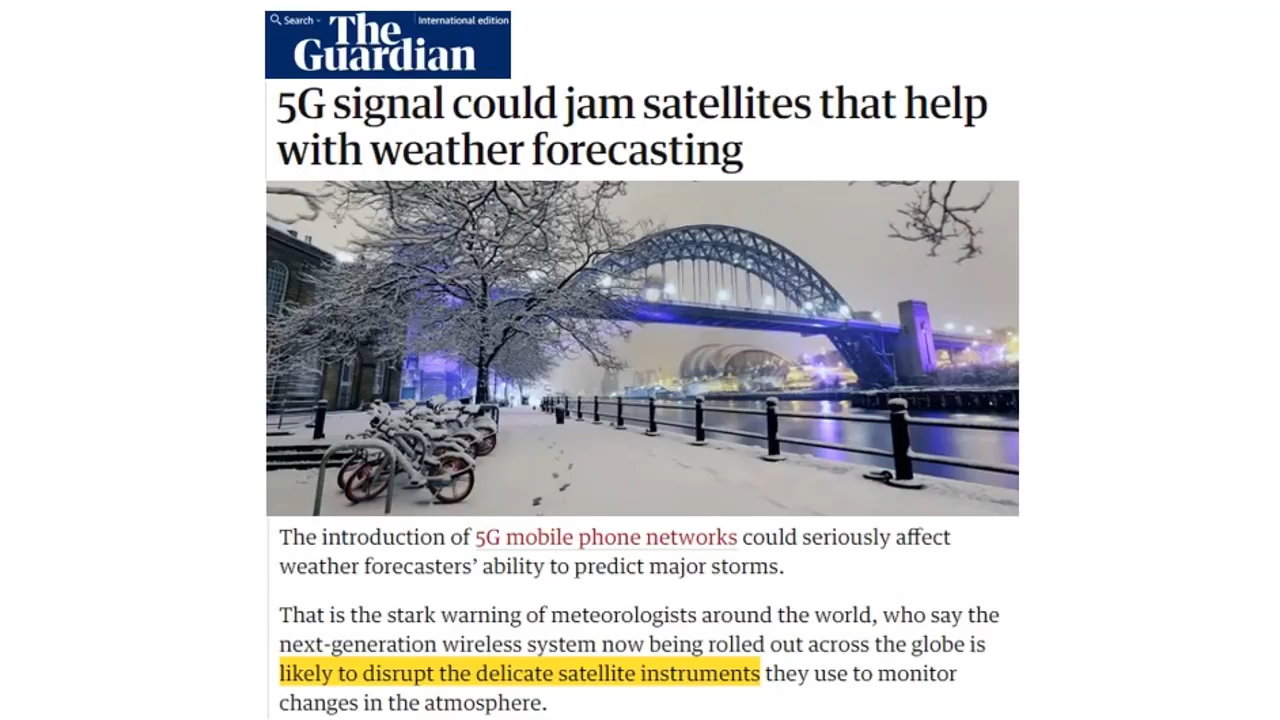 Search
International edition
The
Guardian
5G signal could jam satellites that help
with weather forecasting
The introduction of 5G mobile phone networks could seriously affect
weather forecasters’ ability to predict major storms.
That is the stark warning of meteorologists around the world, who say the
next-generation wireless system now being rolled out across the globe is
likely to disrupt the delicate satellite instruments they use to monitor
changes in the atmosphere.